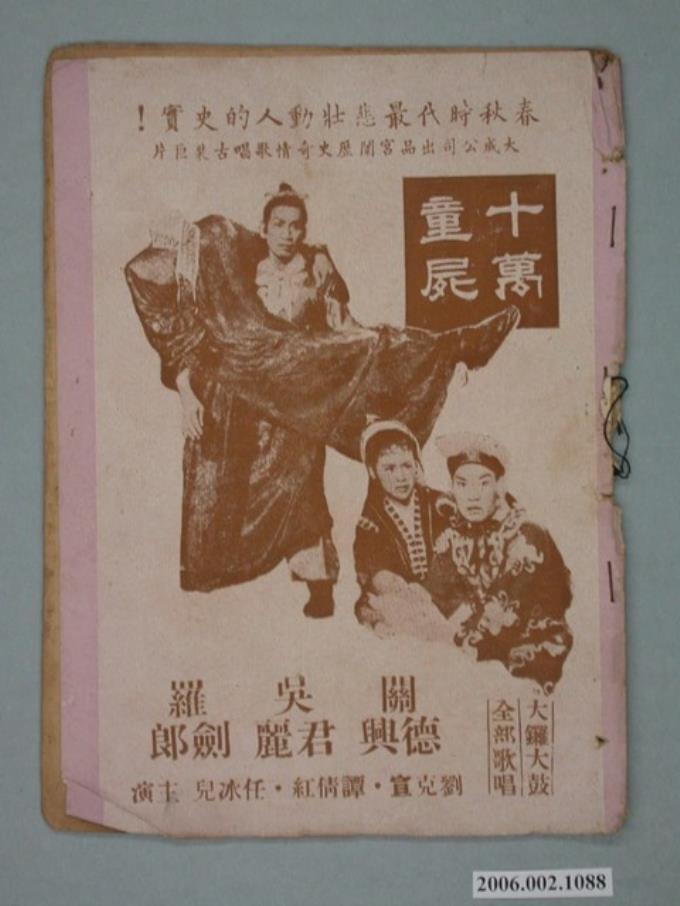 春秋時代最悲壯動人的史實！
大成公司出品宮闈歷史奇情歌唱古裝巨片
十萬
童屍
關德興
吳君麗
羅劍郎
大鑼大鼓
全部歌唱
劉克宣・譚倩紅・任冰兒 主演
2006.002.1088